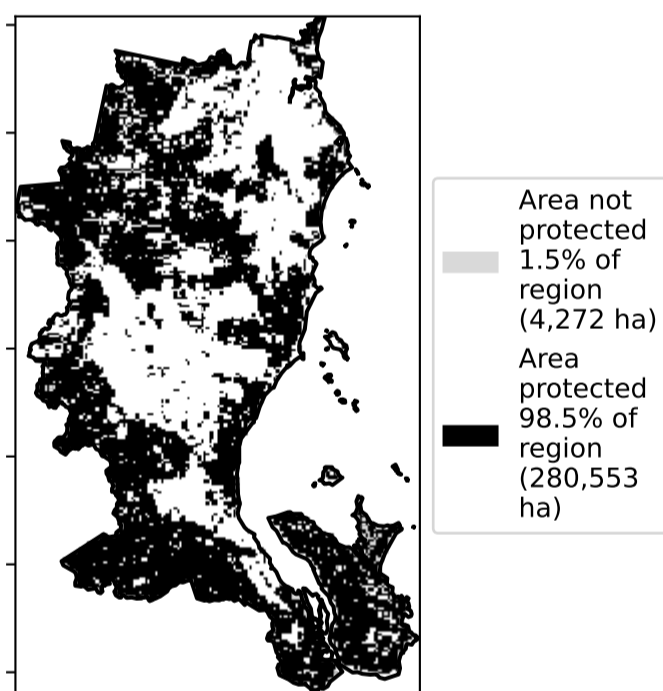 Area not
protected
1.5% of
region
(4,272 ha)
Area
protected
98.5% of
region
(280,553
ha)